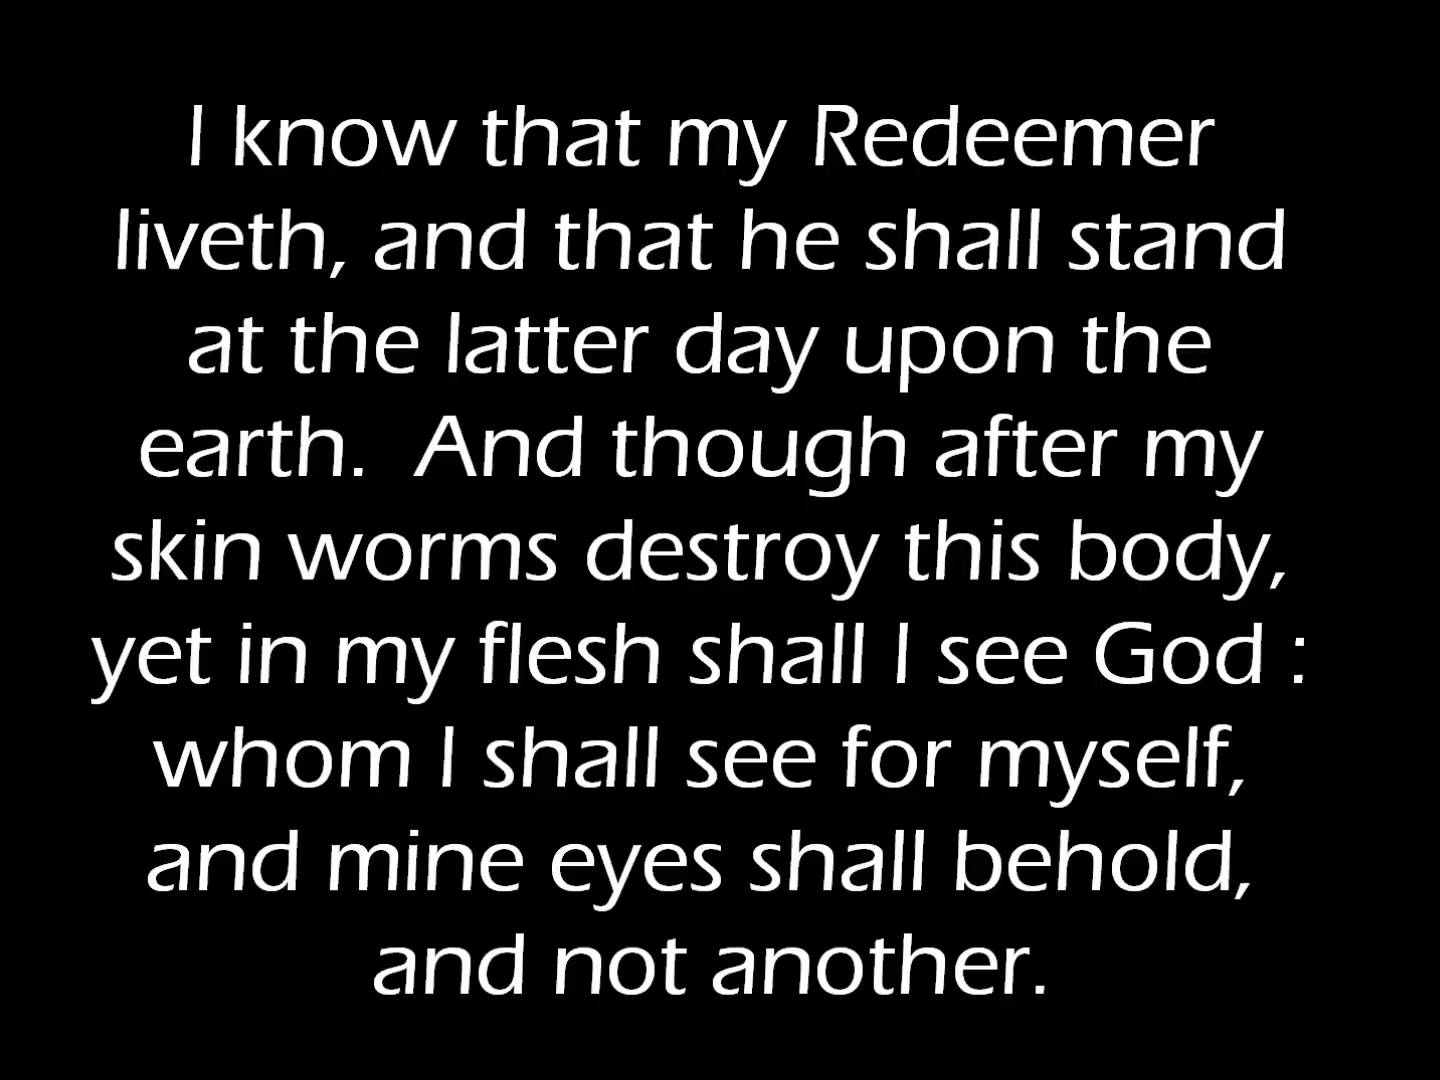 I know that my Redeemer
liveth, and that he shall stand
at the latter day upon the
earth.  And though after my
skin worms destroy this body,
yet in my flesh shall I see God :
whom I shall see for myself,
and mine eyes shall behold,
and not another.